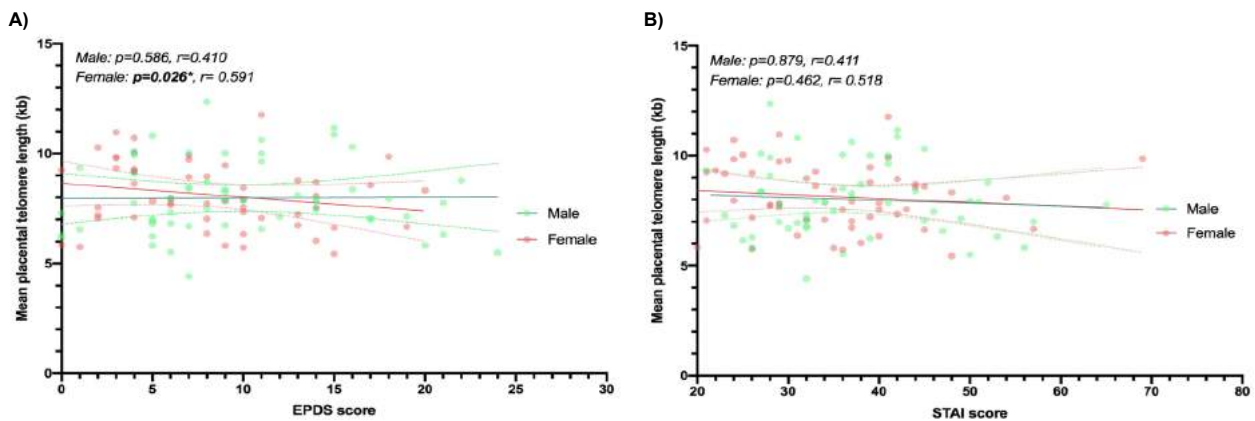 A)
Male: p=0.586, r=0.410
Female: p=0.026*, r= 0.591
Mean placental telomere length (kb)
15
10
5
0
0 5 10 15 20 25 30
EPDS score
Male
Female
B)
Male: p=0.879, r=0.411
Female: p=0.462, r= 0.518
Mean placental telomere length (kb)
15
10
5
0
20 30 40 50 60 70 80
STAI score
Male
Female